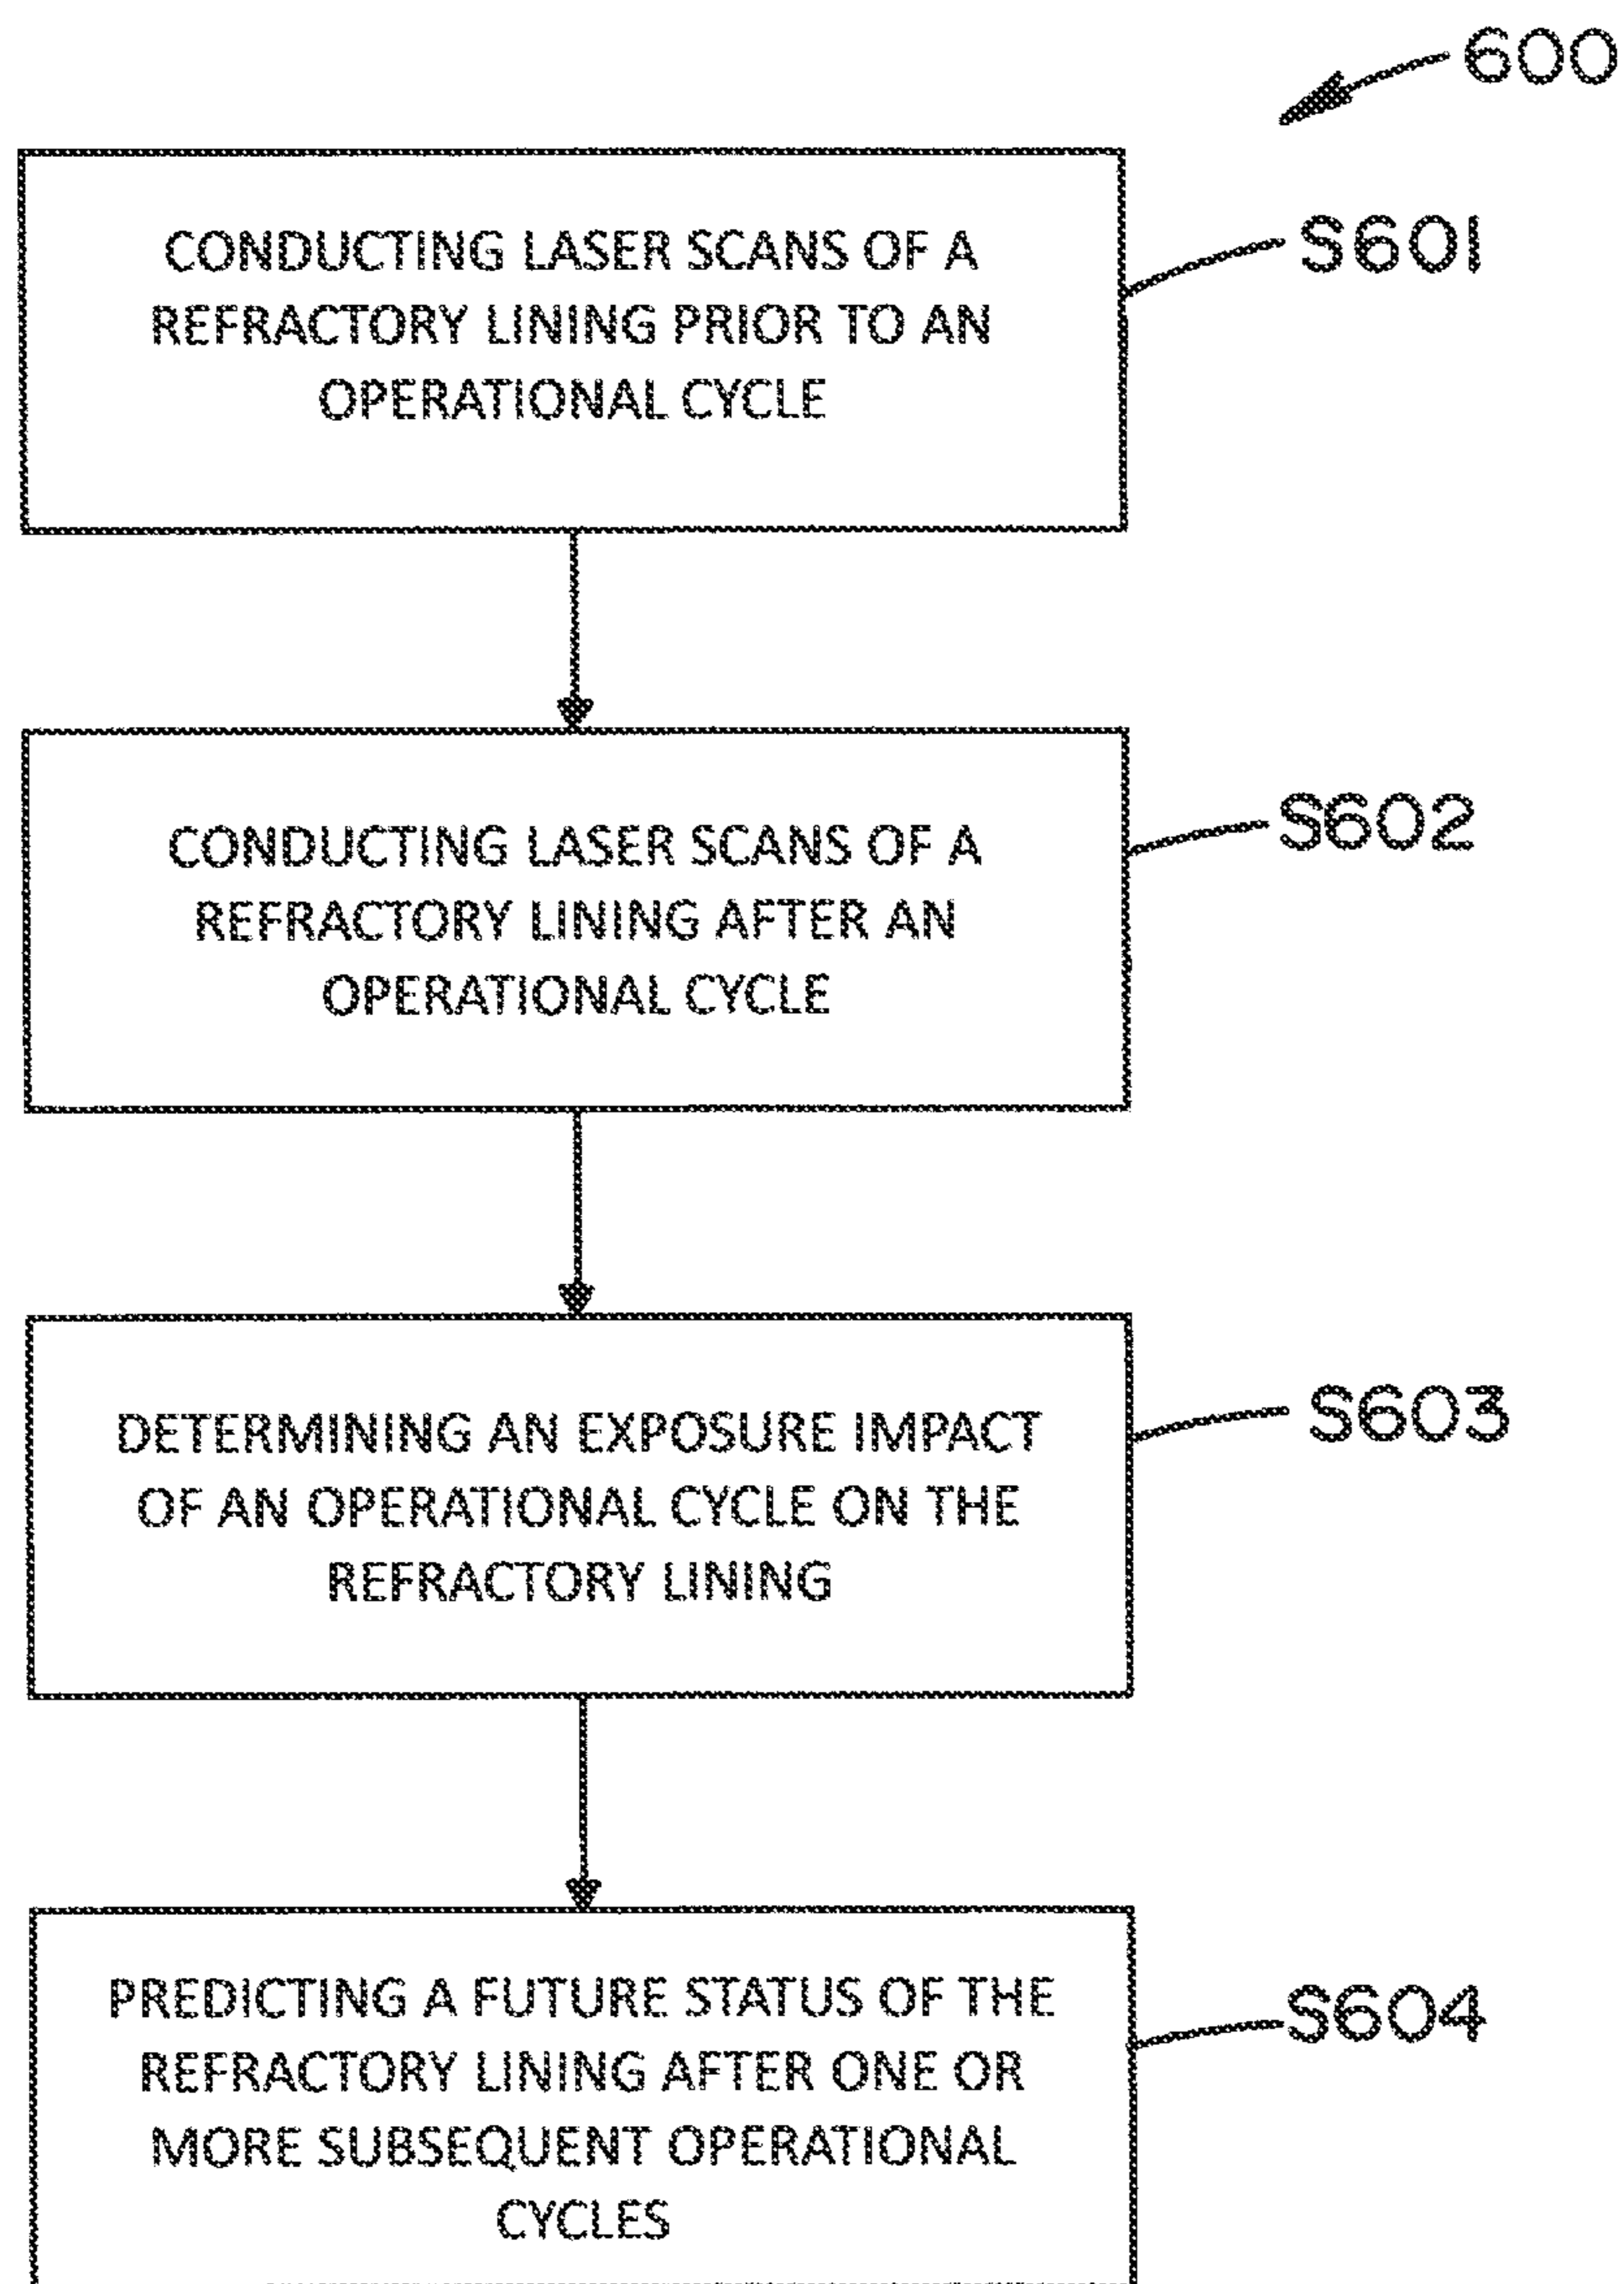 600
CONDUCTING LASER SCANS OF A
REFRACTORY LINING PRIOR TO AN
OPERATIONAL CYCLE
S601
CONDUCTING LASER SCANS OF A
REFRACTORY LINING AFTER AN
OPERATIONAL CYCLE
S602
DETERMINING AN EXPOSURE IMPACT
OF AN OPERATIONAL CYCLE ON THE
REFRACTORY LINING
S603
PREDICTING A FUTURE STATUS OF THE
REFRACTORY LINING AFTER ONE OR
MORE SUBSEQUENT OPERATIONAL
CYCLES
S604